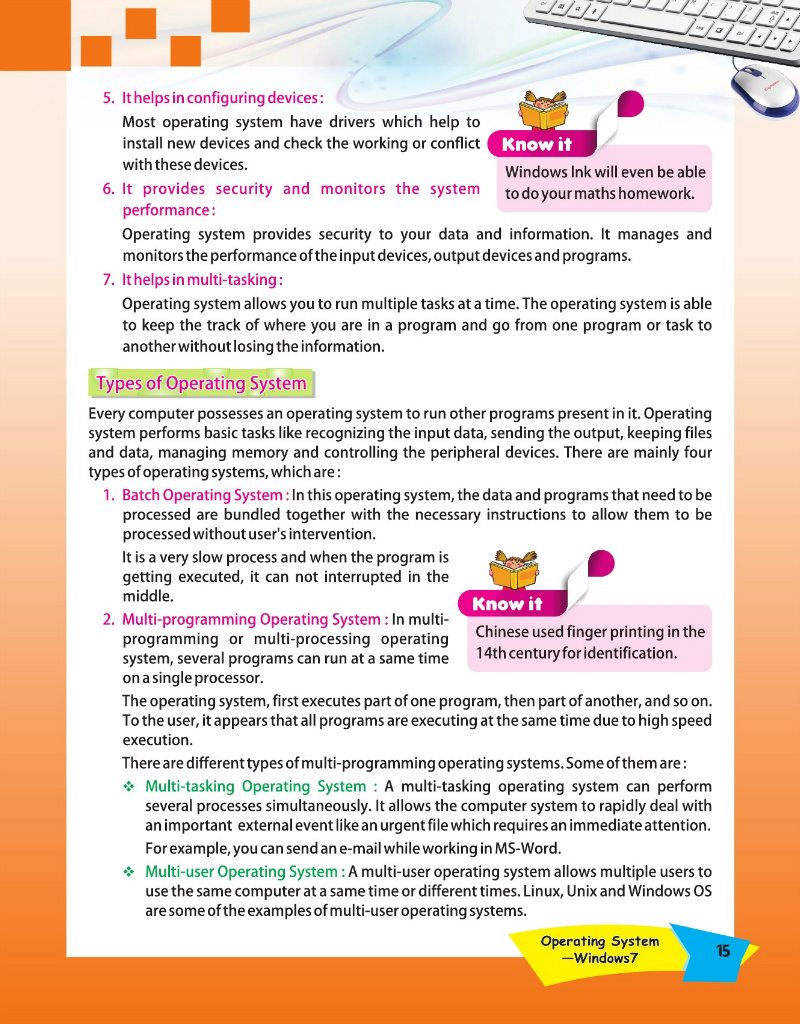 5. It helps in configuring devices :
Most operating system have drivers which help to
install new devices and check the working or conflict
with these devices.
Know it
Windows Ink will even be able
to do your maths homework.
6. It provides security and monitors the system
performance :
Operating system provides security to your data and information. It manages and
monitors the performance of the input devices, output devices and programs.
7. It helps in multi-tasking :
Operating system allows you to run multiple tasks at a time. The operating system is able
to keep the track of where you are in a program and go from one program or task to
another without losing the information.
Types of Operating System
Every computer possesses an operating system to run other programs present in it. Operating
system performs basic tasks like recognizing the input data, sending the output, keeping files
and data, managing memory and controlling the peripheral devices. There are mainly four
types of operating systems, which are :
1. Batch Operating System : In this operating system, the data and programs that need to be
processed are bundled together with the necessary instructions to allow them to be
processed without user's intervention.
It is a very slow process and when the program is
getting executed, it can not interrupted in the
middle.
Know it
Chinese used finger printing in the
14th century for identification.
2. Multi-programming Operating System : In multi-
programming or multi-processing operating
system, several programs can run at a same time
on a single processor.
The operating system, first executes part of one program, then part of another, and so on.
To the user, it appears that all programs are executing at the same time due to high speed
execution.
There are different types of multi-programming operating systems. Some of them are :
❖ Multi-tasking Operating System : A multi-tasking operating system can perform
several processes simultaneously. It allows the computer system to rapidly deal with
an important external event like an urgent file which requires an immediate attention.
For example, you can send an e-mail while working in MS-Word.
❖ Multi-user Operating System : A multi-user operating system allows multiple users to
use the same computer at a same time or different times. Linux, Unix and Windows OS
are some of the examples of multi-user operating systems.
Operating System
—Windows7
15